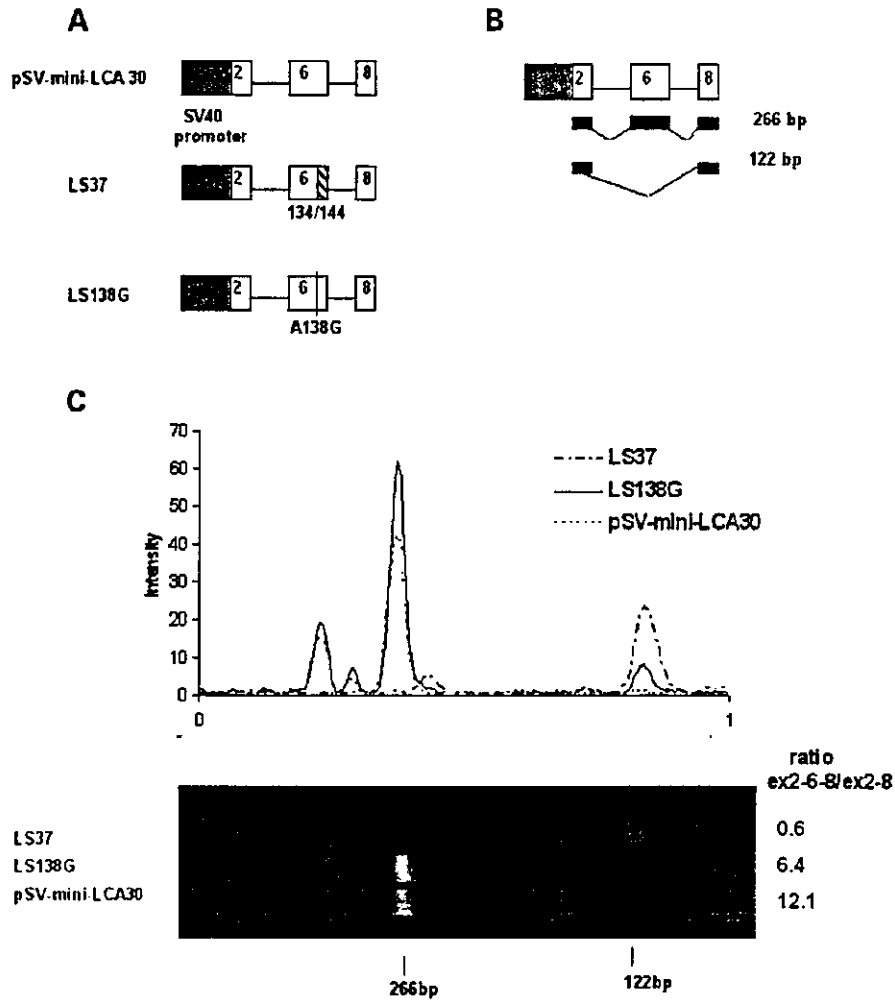 A
B
pSV-mini-LCA 30
2
6
8
SV40
promoter
2
6
8
266 bp
122 bp
LS37
2
6
8
134/144
LS138G
2
6
8
A138G
C
70
60
50
40
30
20
10
0
Intensity
0
1
LS37
LS138G
pSV-mini-LCA30
ratio
ex2-6-8/ex2-8
LS37
0.6
LS138G
6.4
pSV-mini-LCA30
12.1
266bp
122bp